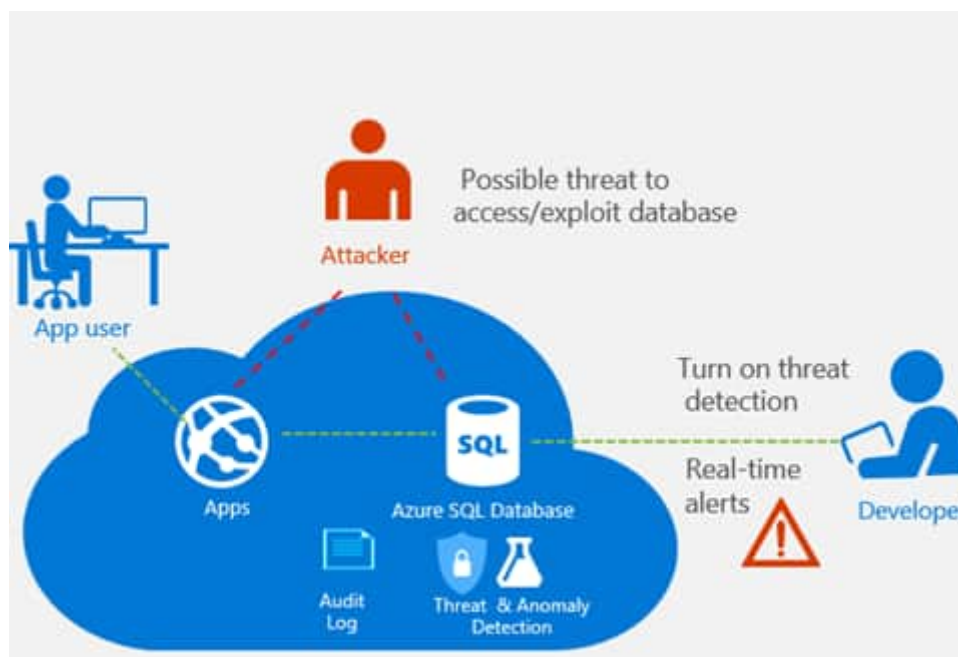 Possible threat to
access/exploit database
Attacker
App user
Turn on threat
detection
SQL
Real-time
alerts
Apps
Azure SQL Database
Develope
Audit
Log
Threat & Anomaly
Detection